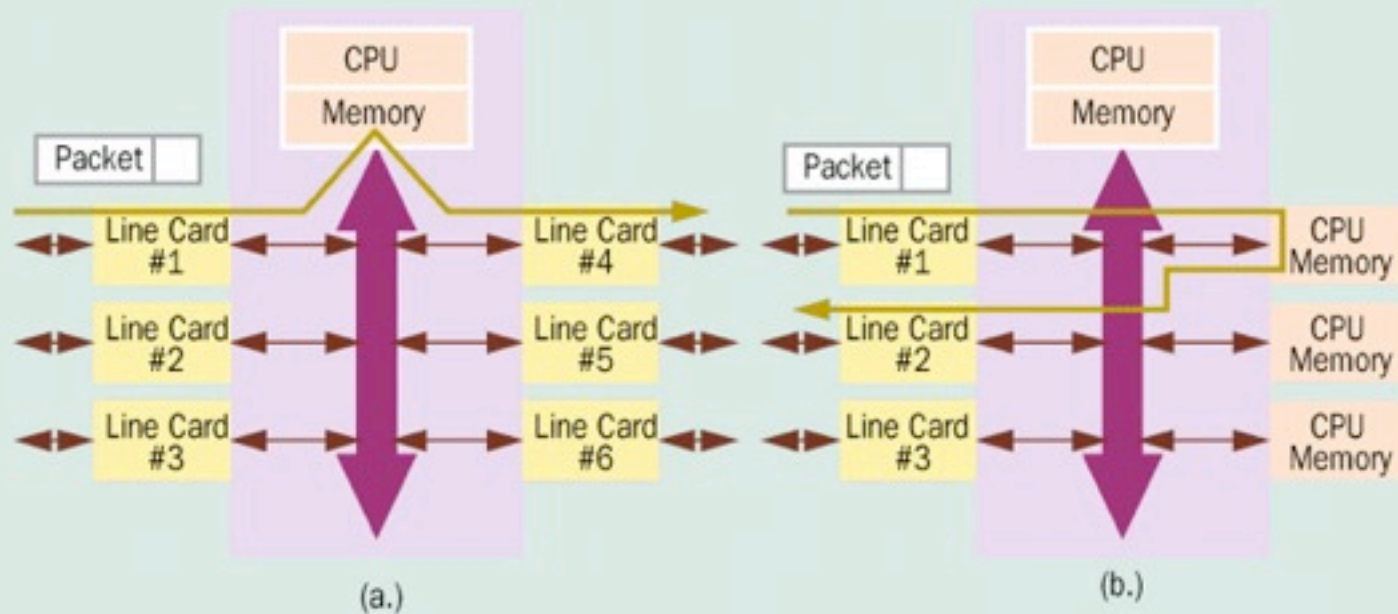 CPU
Memory
Packet
Line Card
#1
Line Card
#4
Line Card
#2
Line Card
#5
Line Card
#3
Line Card
#6
(a.)
CPU
Memory
Packet
Line Card
#1
CPU
Memory
Line Card
#2
CPU
Memory
Line Card
#3
CPU
Memory
(b.)